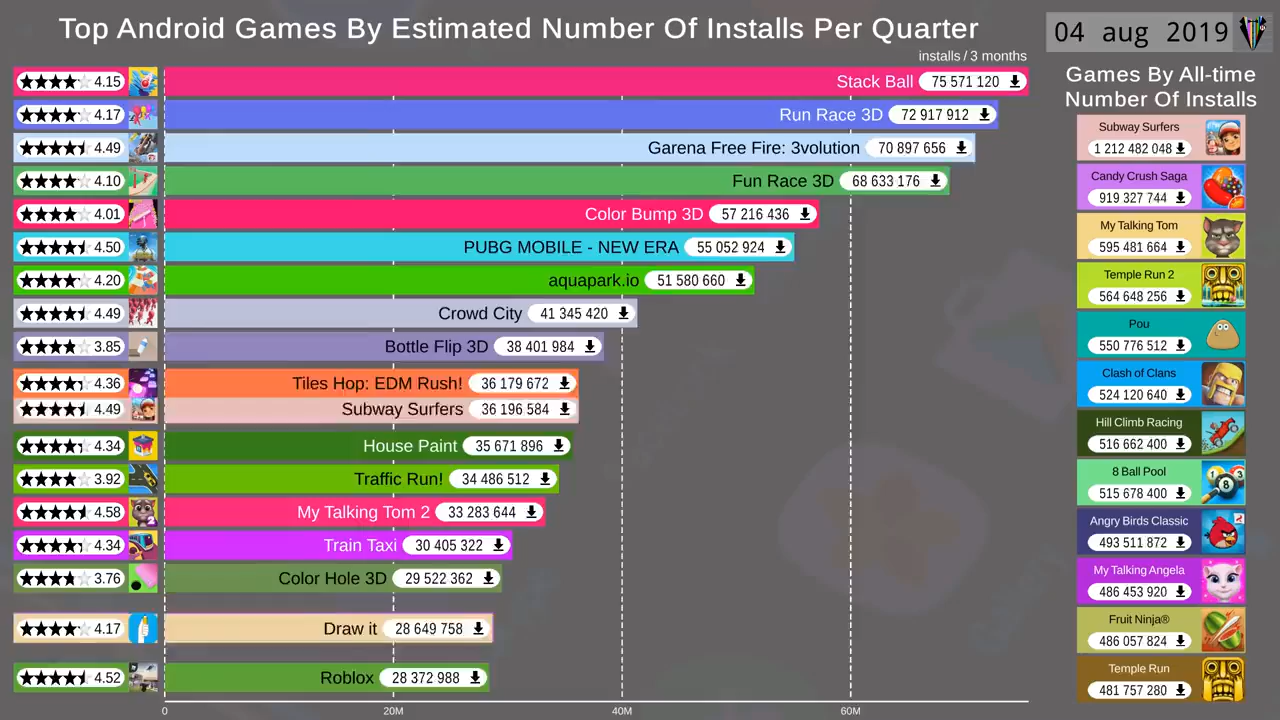 Top Android Games By Estimated Number Of Installs Per Quarter
04 aug 2019
installs / 3 months
4.15 Stack Ball 75 571 120
4.17 Run Race 3D 72 917 912
4.49 Garena Free Fire: 3volution 70 897 656
4.10 Fun Race 3D 68 633 176
4.01 Color Bump 3D 57 216 436
4.50 PUBG MOBILE - NEW ERA 55 052 924
4.20 aquapark.io 51 580 660
4.49 Crowd City 41 345 420
3.85 Bottle Flip 3D 38 401 984
4.36 Tiles Hop: EDM Rush! 36 179 672
4.49 Subway Surfers 36 196 584
4.34 House Paint 35 671 896
3.92 Traffic Run! 34 486 512
4.58 My Talking Tom 2 33 283 644
4.34 Train Taxi 30 405 322
3.76 Color Hole 3D 29 522 362
4.17 Draw it 28 649 758
4.52 Roblox 28 372 988
0 20M 40M 60M
Games By All-time
Number Of Installs
Subway Surfers
1 212 482 048
Candy Crush Saga
919 327 744
My Talking Tom
595 481 664
Temple Run 2
564 648 256
Pou
550 776 512
Clash of Clans
524 120 640
Hill Climb Racing
516 662 400
8 Ball Pool
515 678 400
Angry Birds Classic
493 511 872
My Talking Angela
486 453 920
Fruit Ninja®
486 057 824
Temple Run
481 757 280